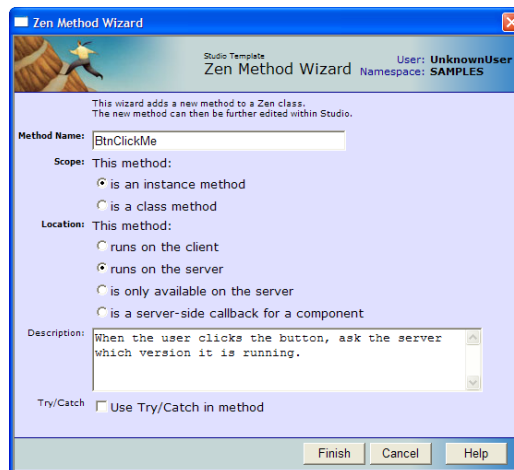 Zen Method Wizard
Studio Template
Zen Method Wizard
User: UnknownUser
Namespace: SAMPLES
This wizard adds a new method to a Zen class.
The new method can then be further edited within Studio.
Method Name: BtnClickMe
Scope: This method:
is an instance method
is a class method
Location: This method:
runs on the client
runs on the server
is only available on the server
is a server-side callback for a component
Description: When the user clicks the button, ask the server
which version it is running.
Try/Catch Use Try/Catch in method
Finish Cancel Help